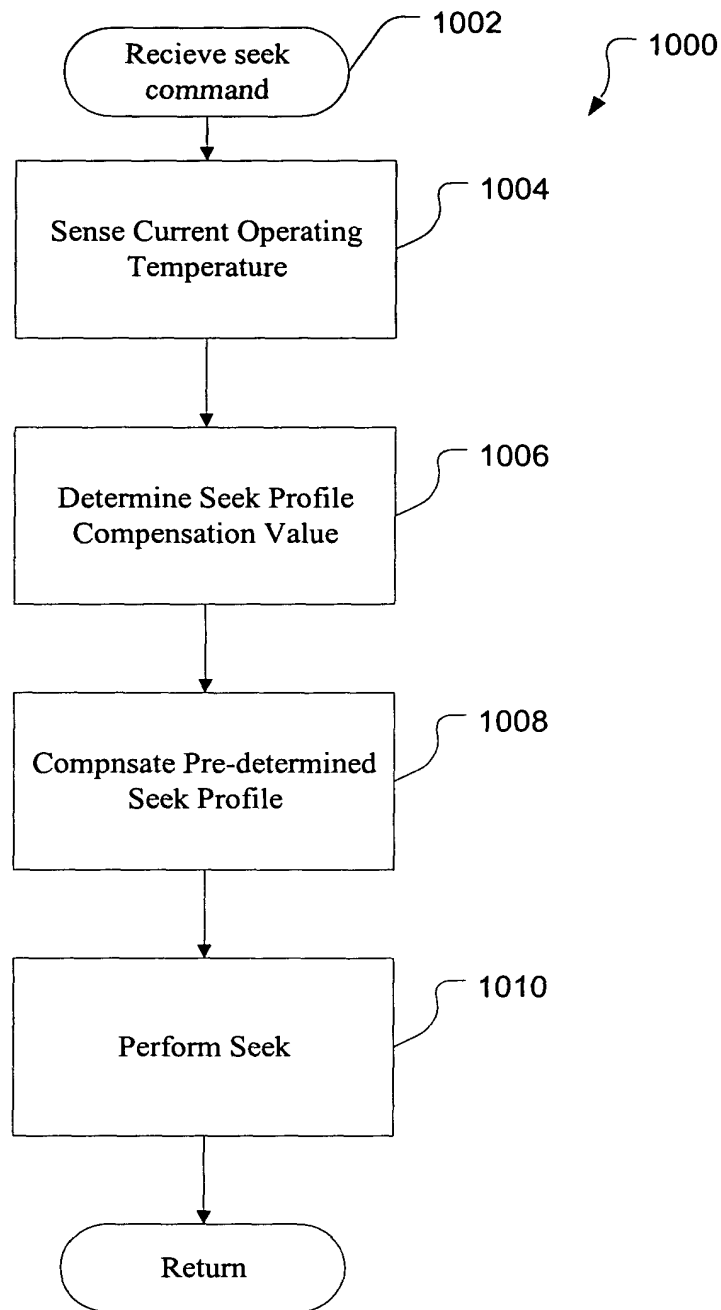 1002
1000
Recieve seek
command
1004
Sense Current Operating
Temperature
1006
Determine Seek Profile
Compensation Value
1008
Compnsate Pre-determined
Seek Profile
1010
Perform Seek
Return